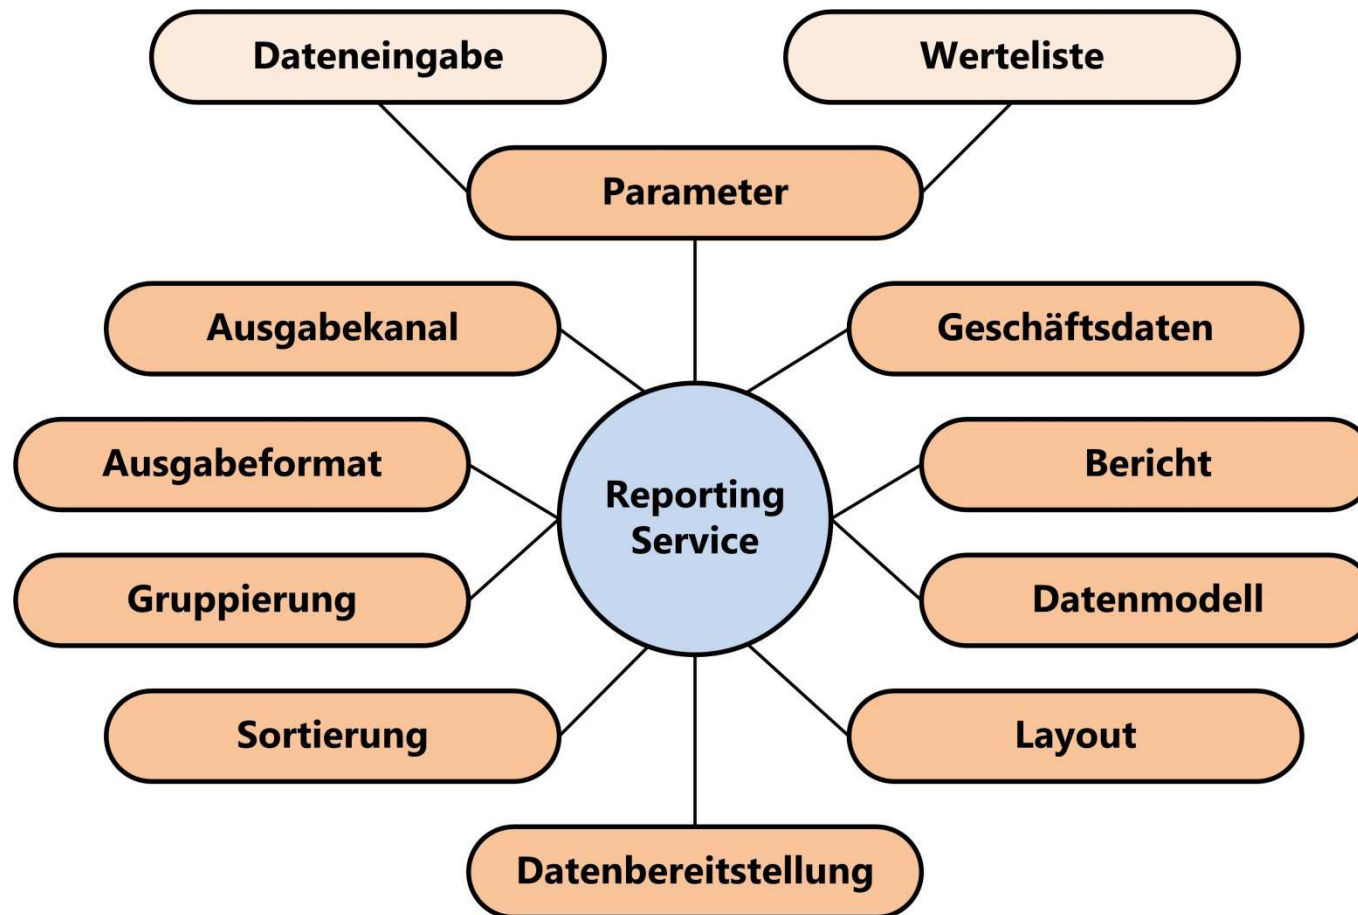 Dateneingabe
Werteliste
Parameter
Ausgabekanal
Geschäftsdaten
Ausgabeformat
Bericht
Reporting
Service
Gruppierung
Datenmodell
Sortierung
Layout
Datenbereitstellung